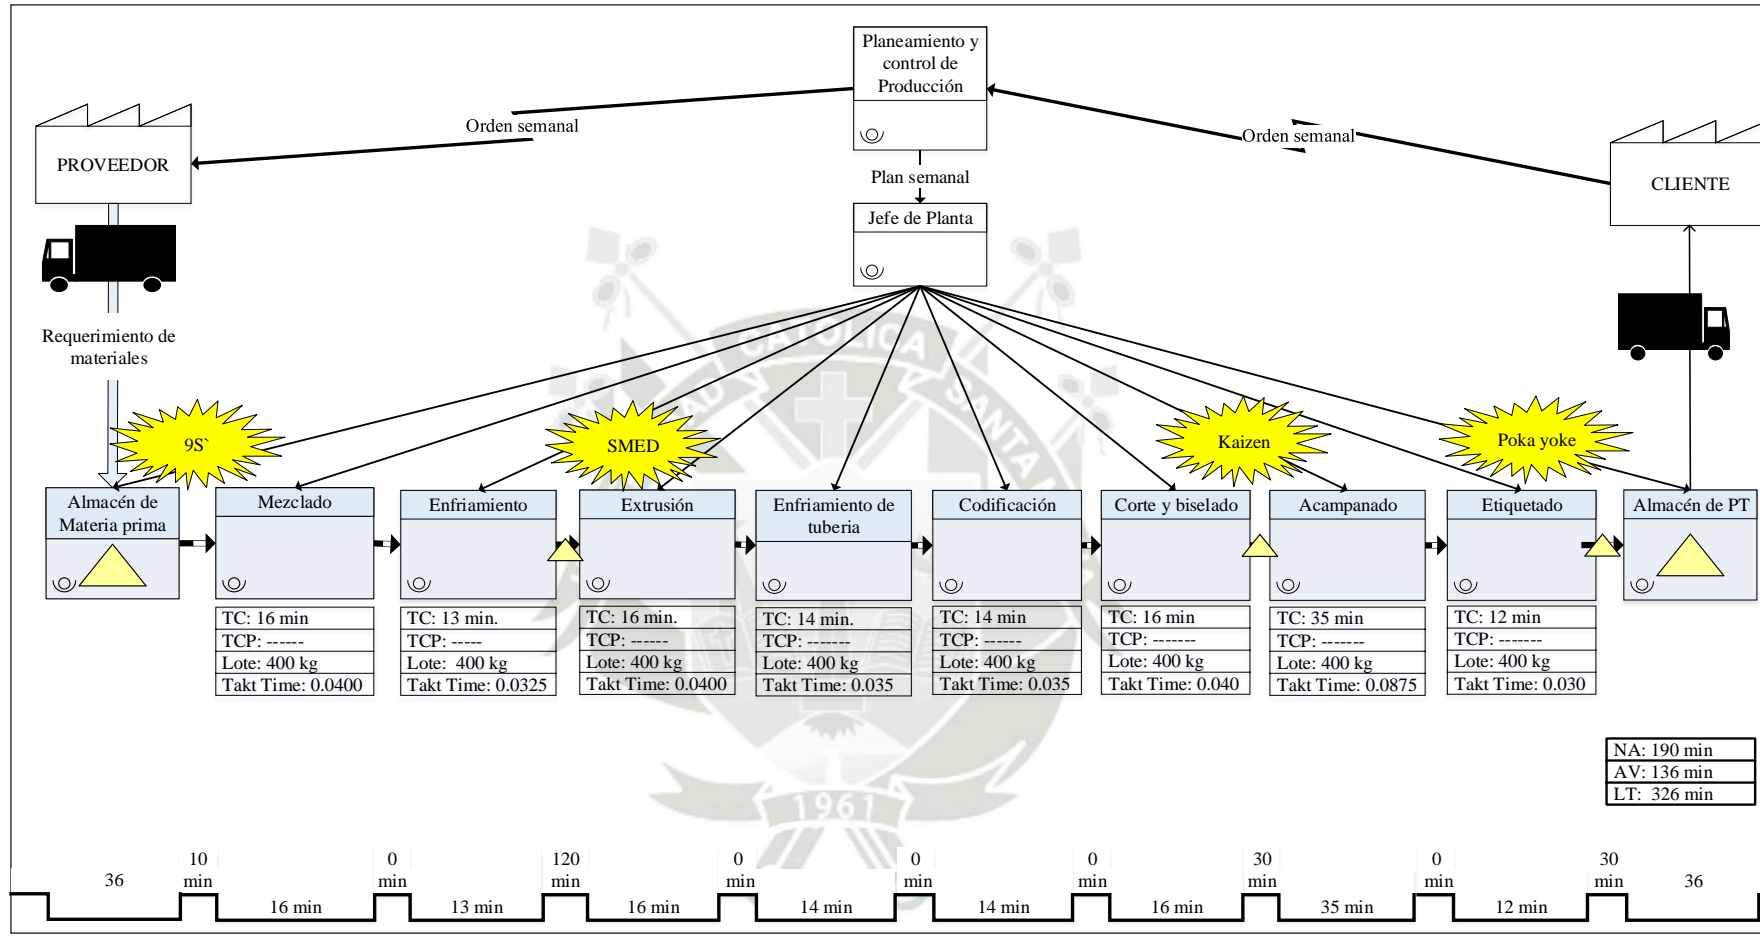 Planeamiento y
control de
Producción
Orden semanal
Orden semanal
PROVEEDOR
CLIENTE
Plan semanal
Jefe de Planta
Requerimiento de
materiales
CATOLICA
SANTA
9S`
SMED
Kaizen
Poka yoke
Almacén de
Materia prima
Mezclado
Enfriamiento
Extrusión
Enfriamiento de
tuberia
Codificación
Corte y biselado
Acampanado
Etiquetado
Almacén de PT
TC: 16 min
TCP: ------
Lote: 400 kg
Takt Time: 0.0400
TC: 13 min.
TCP: -----
Lote: 400 kg
Takt Time: 0.0325
TC: 16 min.
TCP: ------
Lote: 400 kg
Takt Time: 0.0400
TC: 14 min.
TCP: ------
Lote: 400 kg
Takt Time: 0.035
TC: 14 min
TCP: ------
Lote: 400 kg
Takt Time: 0.035
TC: 16 min
TCP: -------
Lote: 400 kg
Takt Time: 0.040
TC: 35 min
TCP: -------
Lote: 400 kg
Takt Time: 0.0875
TC: 12 min
TCP: -------
Lote: 400 kg
Takt Time: 0.030
NA: 190 min
AV: 136 min
LT: 326 min
1961
36
10
min
16 min
0
min
13 min
120
min
16 min
0
min
14 min
0
min
14 min
0
min
16 min
30
min
35 min
0
min
12 min
30
min
36